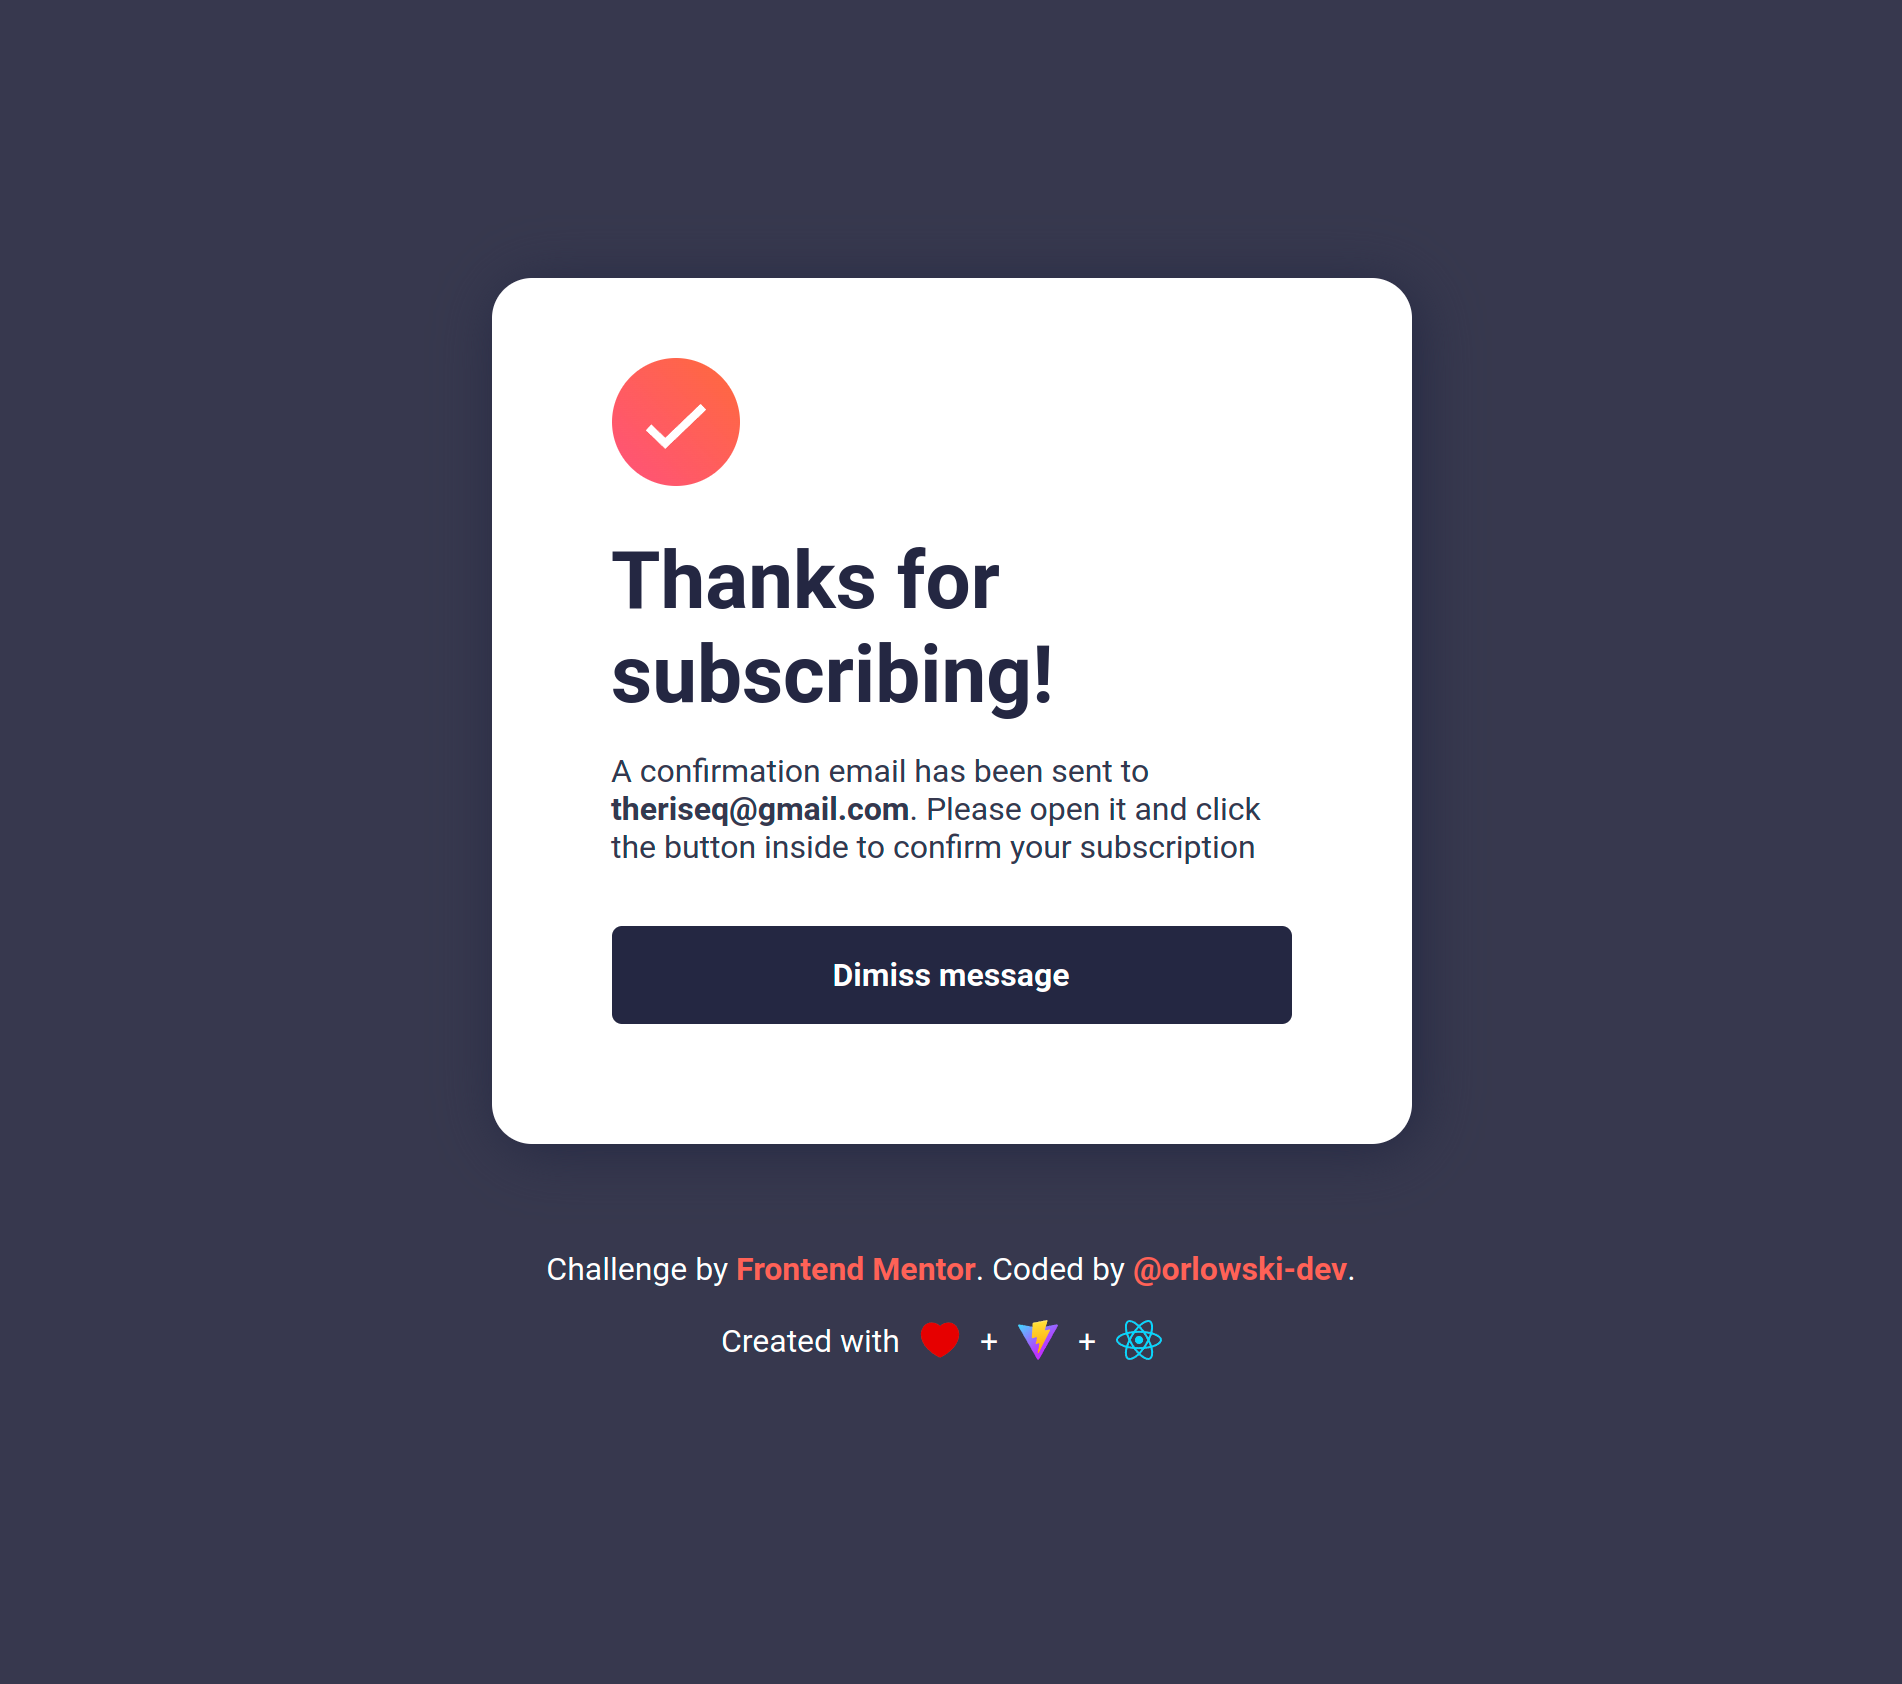 Thanks for
subscribing!
A confirmation email has been sent to
theriseq@gmail.com. Please open it and click
the button inside to confirm your subscription
Dimiss message
Challenge by Frontend Mentor. Coded by @orlowski-dev.
Created with + +